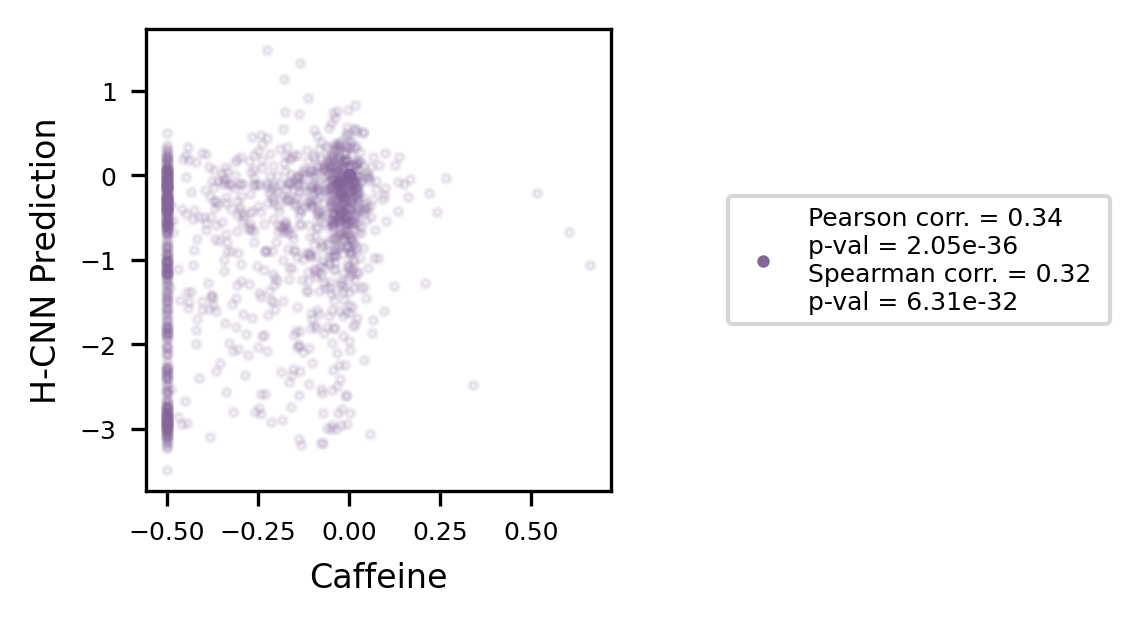 H-CNN Prediction
1
0
−1
−2
−3
−0.50 −0.25 0.00 0.25 0.50
Caffeine
Pearson corr. = 0.34
p-val = 2.05e-36
Spearman corr. = 0.32
p-val = 6.31e-32